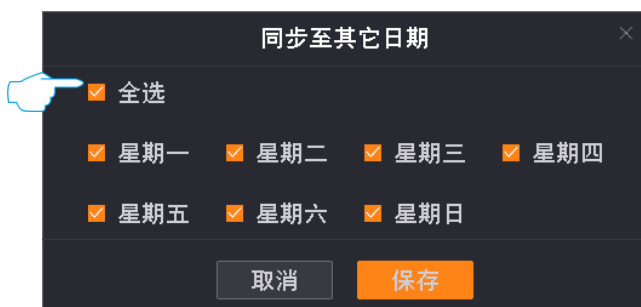 同步至其它日期
全选
星期一 星期二 星期三 星期四
星期五 星期六 星期日
取消 保存